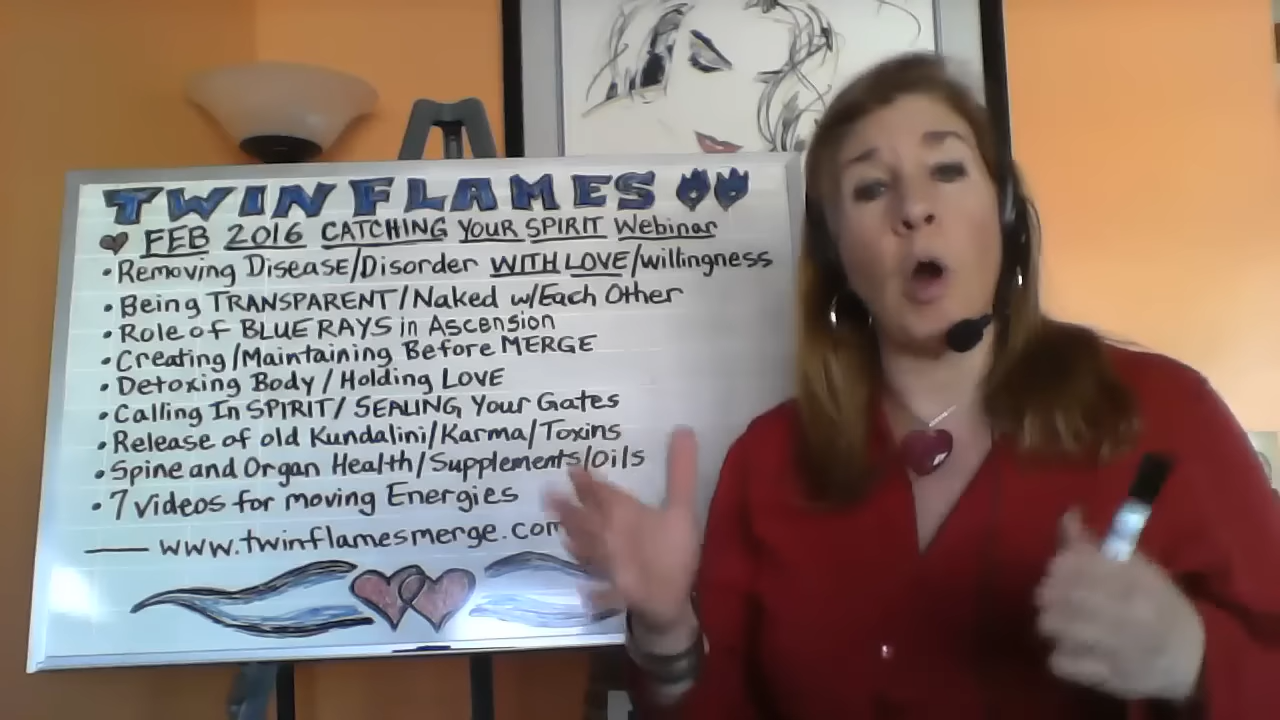 TWIN FLAMES
FEB 2016 CATCHING YOUR SPIRIT Webinar
• Removing Disease/Disorder WITH LOVE/willingness
• Being TRANSPARENT/Naked w/Each Other
• Role of BLUE RAYS in Ascension
• Creating/Maintaining Before MERGE
• Detoxing Body/Holding LOVE
• Calling In SPIRIT/SEALING Your Gates
• Release of old Kundalini/Karma/Toxins
• Spine and Organ Health/Supplements/Oils
• 7 Videos for moving Energies
— www.twinflamesmerge.com